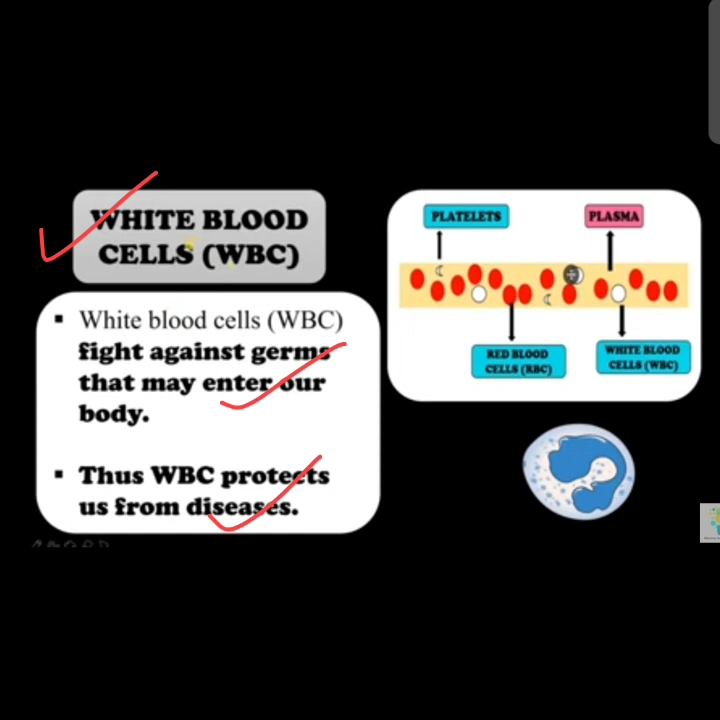 WHITE BLOOD
CELLS (WBC)
▪ White blood cells (WBC)
fight against germs
that may enter our
body.
▪ Thus WBC protects
us from diseases.
PLATELETS
PLASMA
RED BLOOD
CELLS (RBC)
WHITE BLOOD
CELLS (WBC)